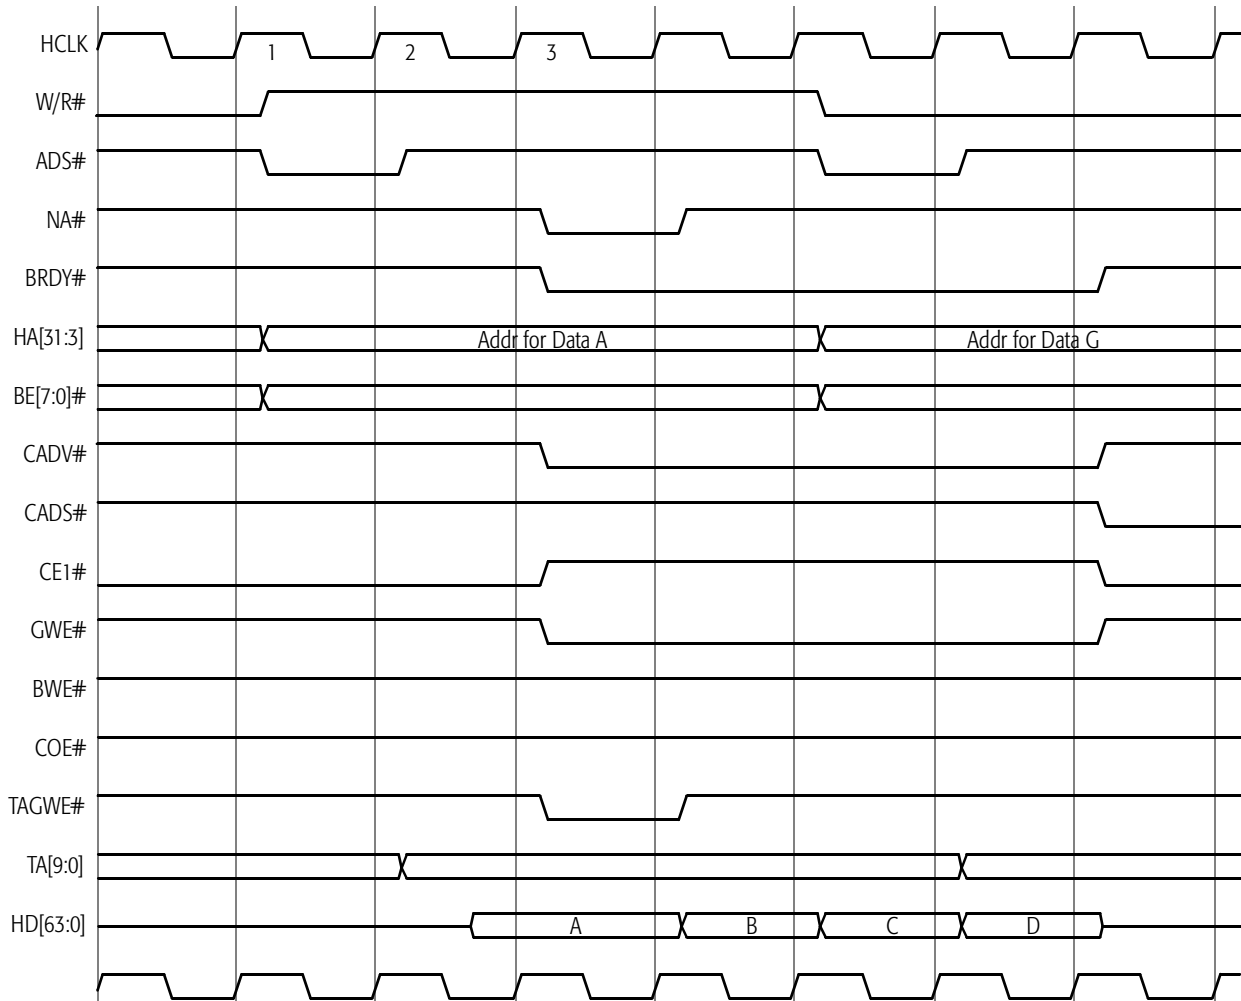 HCLK 1 2 3
W/R#
ADS#
NA#
BRDY#
HA[31:3] Addr for Data A Addr for Data G
BE[7:0]#
CADV#
CADS#
CE1#
GWE#
BWE#
COE#
TAGWE#
TA[9:0]
HD[63:0] A B C D